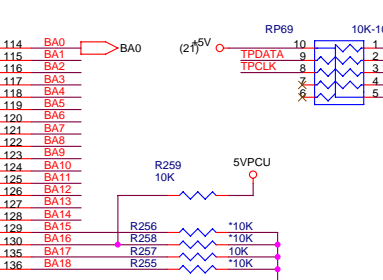 RP69
10K-10
114 BA0
BA0
(21) +5V
10 1
115 BA1
TPDATA 9 2
116 BA2
TPCLK 8 3
117 BA3
7 4
118 BA4
6 5
119 BA5
120 BA6
121 BA7
122 BA8
123 BA9
124 BA10
125 BA11
126 BA12
127 BA13
128 BA14
R259
10K
5VPCU
129 BA15 R256 *10K
130 BA16 R258 *10K
135 BA17 R257 10K
136 BA18 R255 *10K